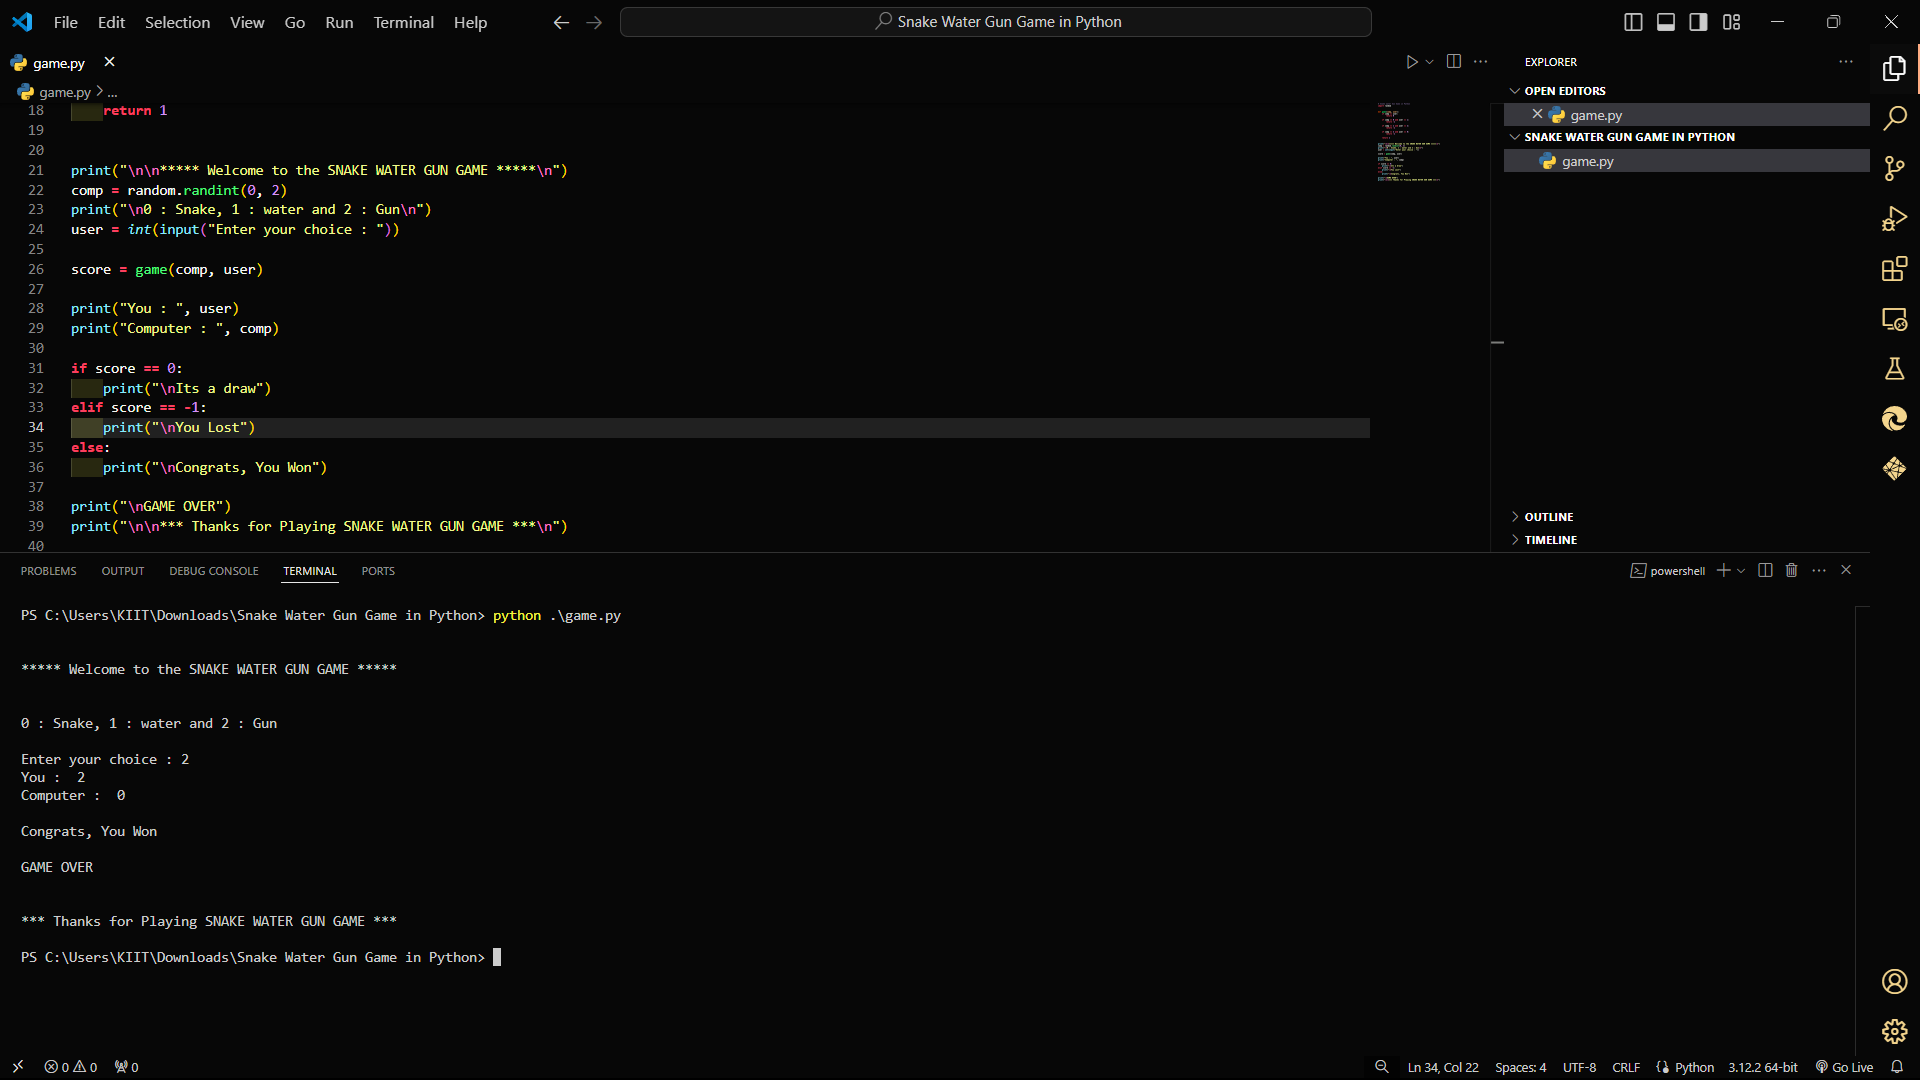 File Edit Selection View Go Run Terminal Help
Snake Water Gun Game in Python
game.py
game.py > ...
18 return 1
19
20
21 print("\n\n***** Welcome to the SNAKE WATER GUN GAME *****\n")
22 comp = random.randint(0, 2)
23 print("\n0 : Snake, 1 : water and 2 : Gun\n")
24 user = int(input("Enter your choice : "))
25
26 score = game(comp, user)
27
28 print("You : ", user)
29 print("Computer : ", comp)
30
31 if score == 0:
32 print("\nIts a draw")
33 elif score == -1:
34 print("\nYou Lost")
35 else:
36 print("\nCongrats, You Won")
37
38 print("\nGAME OVER")
39 print("\n\n*** Thanks for Playing SNAKE WATER GUN GAME ***\n")
40
EXPLORER
OPEN EDITORS
game.py
SNAKE WATER GUN GAME IN PYTHON
game.py
OUTLINE
TIMELINE
PROBLEMS OUTPUT DEBUG CONSOLE TERMINAL PORTS
powershell
PS C:\Users\KIIT\Downloads\Snake Water Gun Game in Python> python .\game.py
***** Welcome to the SNAKE WATER GUN GAME *****
0 : Snake, 1 : water and 2 : Gun
Enter your choice : 2
You :  2
Computer :  0
Congrats, You Won
GAME OVER
*** Thanks for Playing SNAKE WATER GUN GAME ***
PS C:\Users\KIIT\Downloads\Snake Water Gun Game in Python>
0 0 0
Ln 34, Col 22 Spaces: 4 UTF-8 CRLF Python 3.12.2 64-bit Go Live